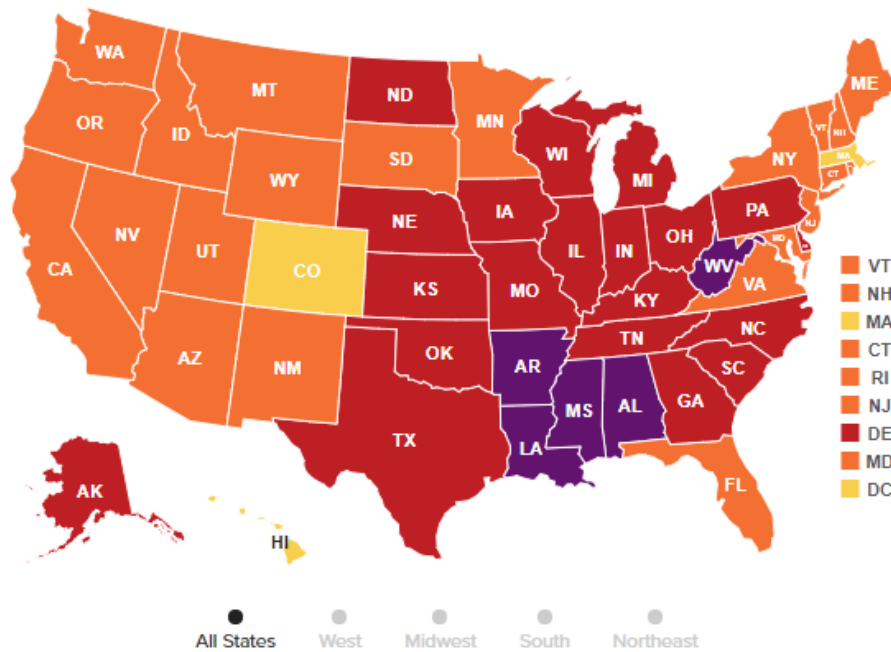 WA
ME
MT
ND
VT
NH
OR
MN
ID
MA
WI
NY
SD
CT
MI
WY
PA
IA
NJ
NE
NV
OH
MD
UT
IL
IN
DE
CA
CO
WV
VT
VA
KS
MO
KY
NH
MA
NC
TN
CT
OK
AZ
NM
AR
SC
RI
GA
NJ
MS
AL
DE
TX
LA
MD
FL
AK
DC
HI
All States West Midwest South Northeast